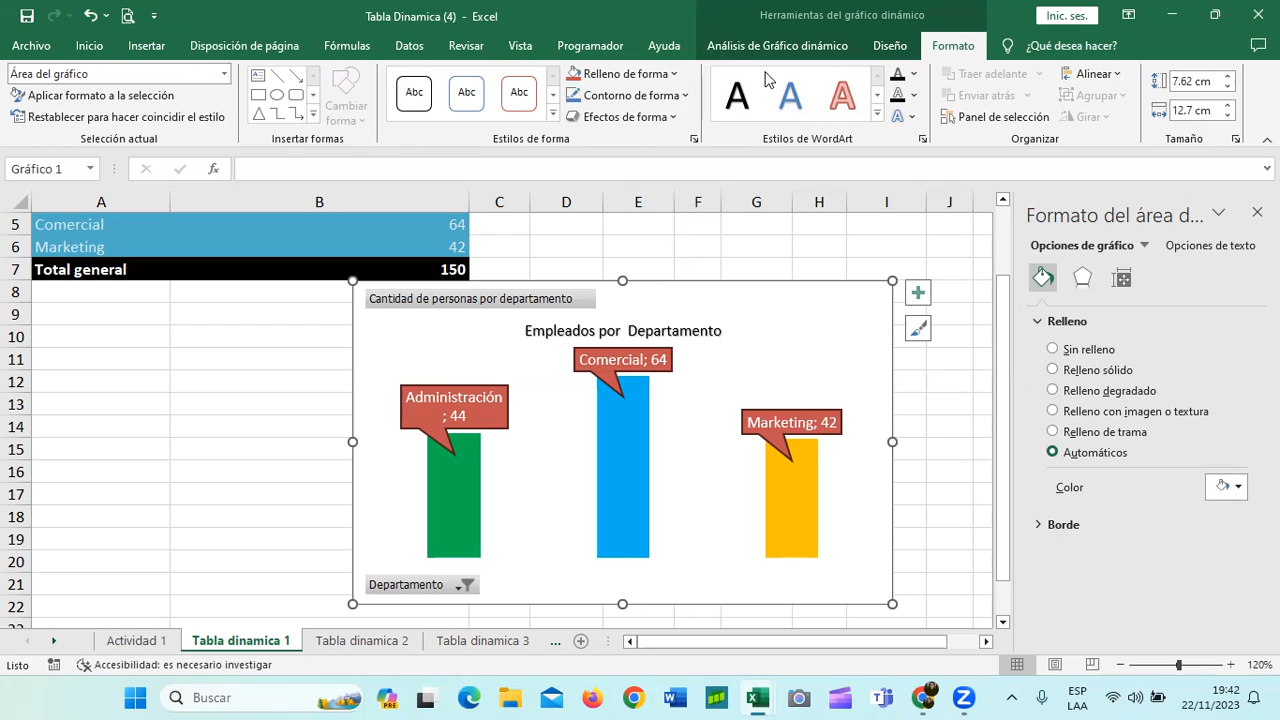 Tabla Dinamica (4) - Excel
Herramientas del gráfico dinámico
Inic. ses.
Archivo Inicio Insertar Disposición de página Fórmulas Datos Revisar Vista Programador Ayuda Análisis de Gráfico dinámico Diseño Formato ¿Qué desea hacer?
Área del gráfico
Aplicar formato a la selección
Restablecer para hacer coincidir el estilo
Selección actual
Cambiar
forma
Insertar formas
Abc Abc Abc
Relleno de forma
Contorno de forma
Efectos de forma
Estilos de forma
A A A
Estilos de WordArt
Traer adelante
Enviar atrás
Panel de selección
Alinear
Agrupar
Girar
Organizar
7.62 cm
12.7 cm
Tamaño
Gráfico 1
fx
A B C D E F G H I J
5 Comercial 64
6 Marketing 42
7 Total general 150
8
9
10
11
12
13
14
15
16
17
18
19
20
21
22
Cantidad de personas por departamento
Empleados por Departamento
Comercial; 64
Administración
; 44
Marketing; 42
Departamento
Formato del área d...
Opciones de gráfico Opciones de texto
Relleno
Sin relleno
Relleno sólido
Relleno degradado
Relleno con imagen o textura
Relleno de trama
Automáticos
Color
Borde
Actividad 1 Tabla dinamica 1 Tabla dinamica 2 Tabla dinamica 3 ...
Listo Accesibilidad: es necesario investigar 120%
Buscar
ESP
LAA
19:42
22/11/2023